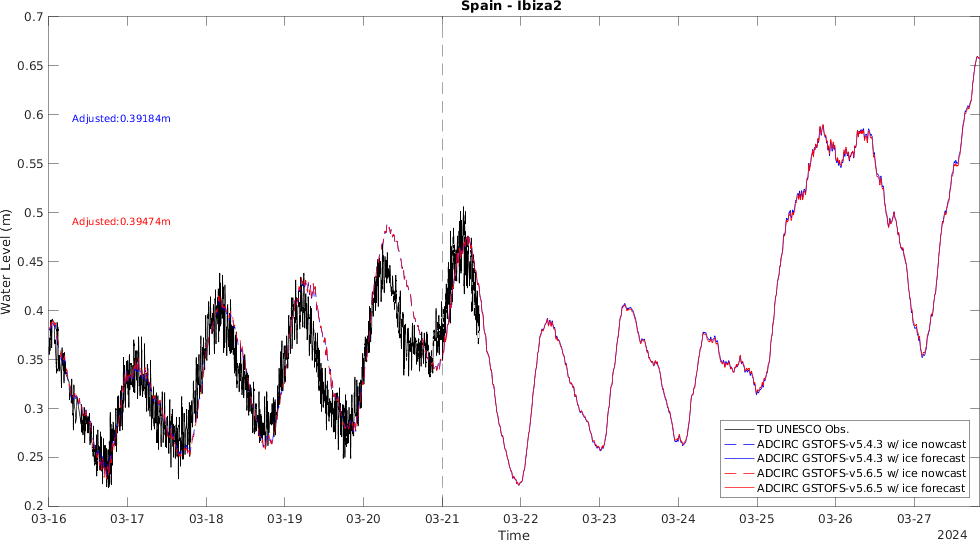 Spain - Ibiza2
0.7
0.65
0.6
0.55
0.5
0.45
0.4
0.35
0.3
0.25
0.2
Water Level (m)
Adjusted:0.39184m
Adjusted:0.39474m
TD UNESCO Obs.
ADCIRC GSTOFS-v5.4.3 w/ ice nowcast
ADCIRC GSTOFS-v5.4.3 w/ ice forecast
ADCIRC GSTOFS-v5.6.5 w/ ice nowcast
ADCIRC GSTOFS-v5.6.5 w/ ice forecast
03-16 03-17 03-18 03-19 03-20 03-21 03-22 03-23 03-24 03-25 03-26 03-27
Time
2024